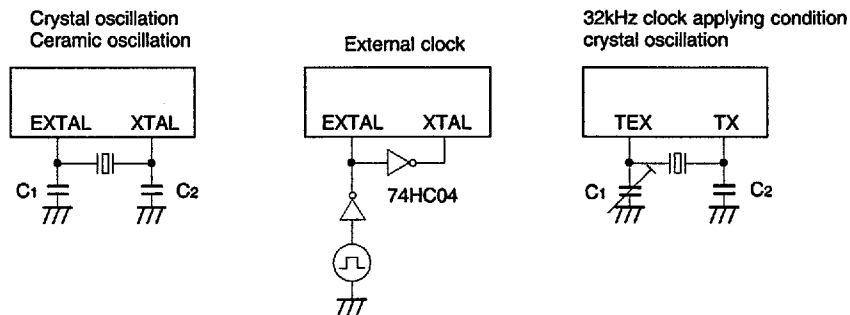 Crystal oscillation
Ceramic oscillation
EXTAL XTAL
C1
C2
External clock
EXTAL XTAL
74HC04
32kHz clock applying condition
crystal oscillation
TEX TX
C1
C2